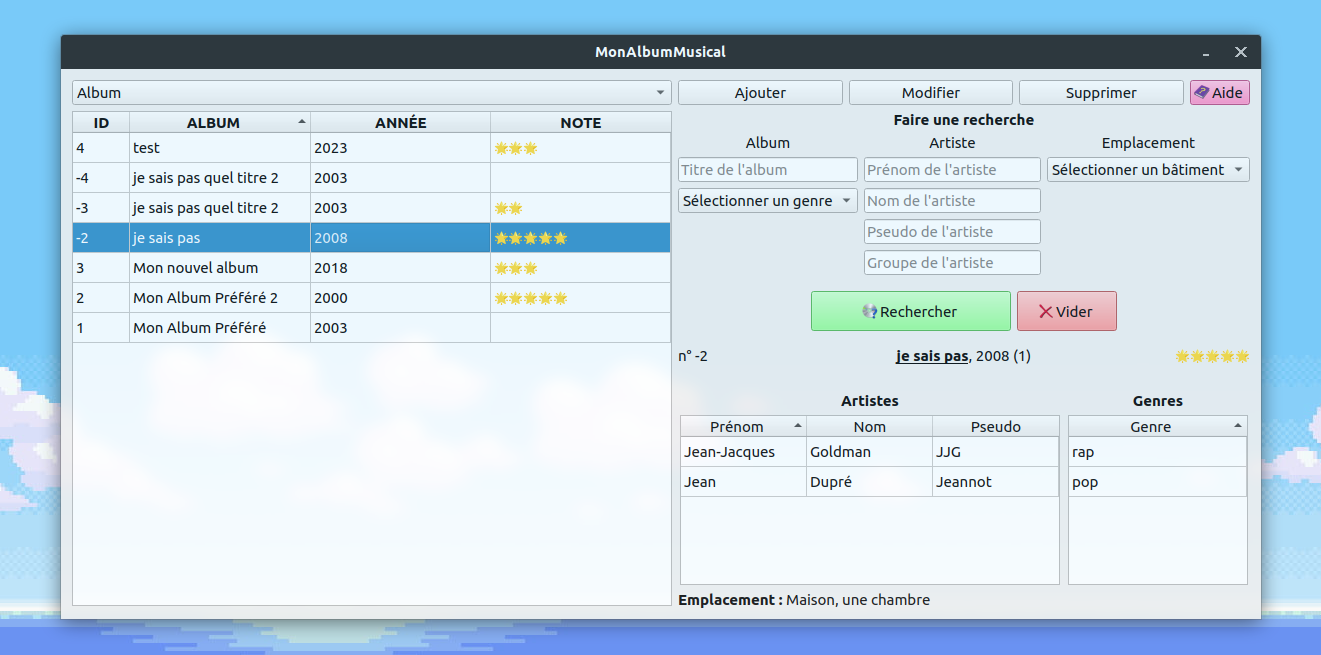 MonAlbumMusical
Album
Ajouter Modifier Supprimer Aide
ID ALBUM ANNÉE NOTE
4 test 2023
-4 je sais pas quel titre 2 2003
-3 je sais pas quel titre 2 2003
-2 je sais pas 2008
3 Mon nouvel album 2018
2 Mon Album Préféré 2 2000
1 Mon Album Préféré 2003
Faire une recherche
Album Artiste Emplacement
Titre de l'album Prénom de l'artiste Sélectionner un bâtiment
Sélectionner un genre Nom de l'artiste
Pseudo de l'artiste
Groupe de l'artiste
Rechercher Vider
n° -2 je sais pas, 2008 (1)
Artistes Genres
Prénom Nom Pseudo Genre
Jean-Jacques Goldman JJG rap
Jean Dupré Jeannot pop
Emplacement : Maison, une chambre